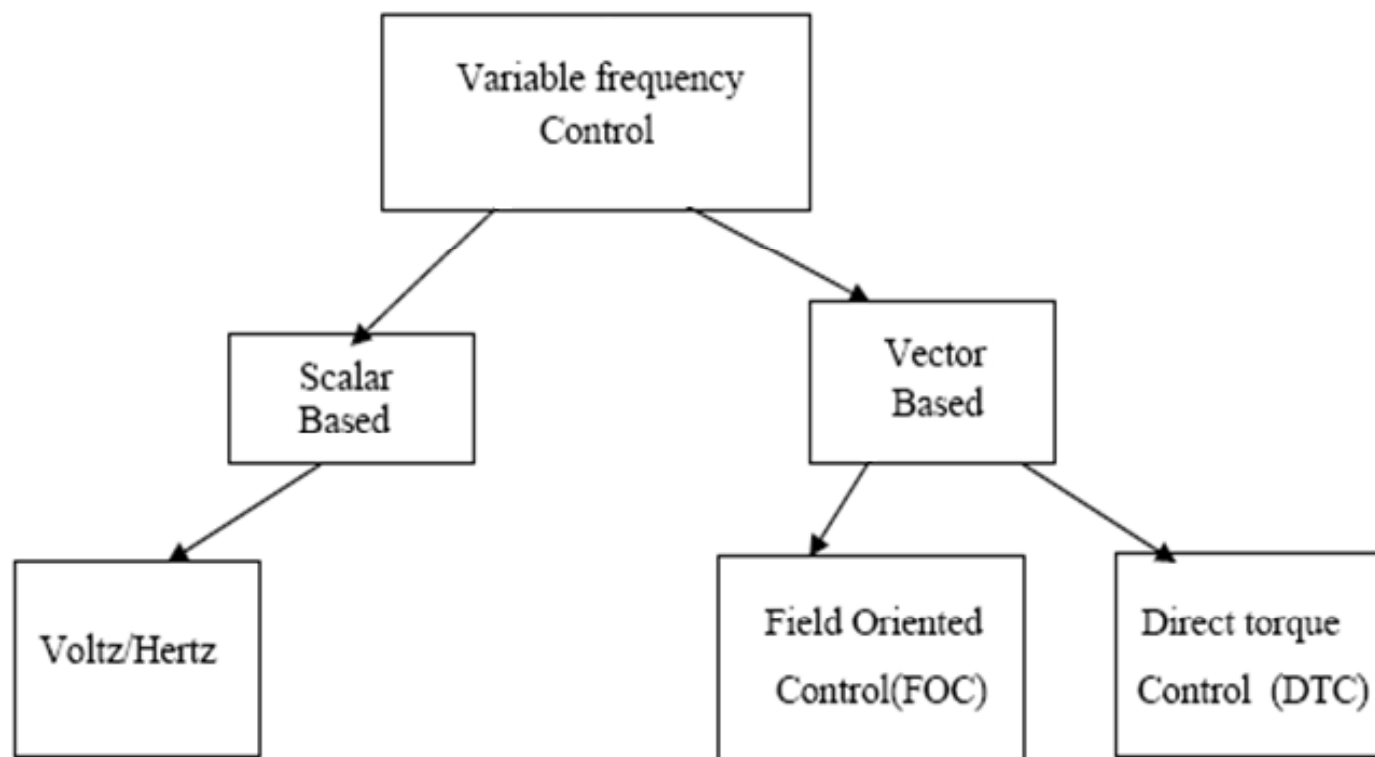 Variable frequency
Control
Scalar
Based
Vector
Based
Voltz/Hertz
Field Oriented
Control(FOC)
Direct torque
Control (DTC)